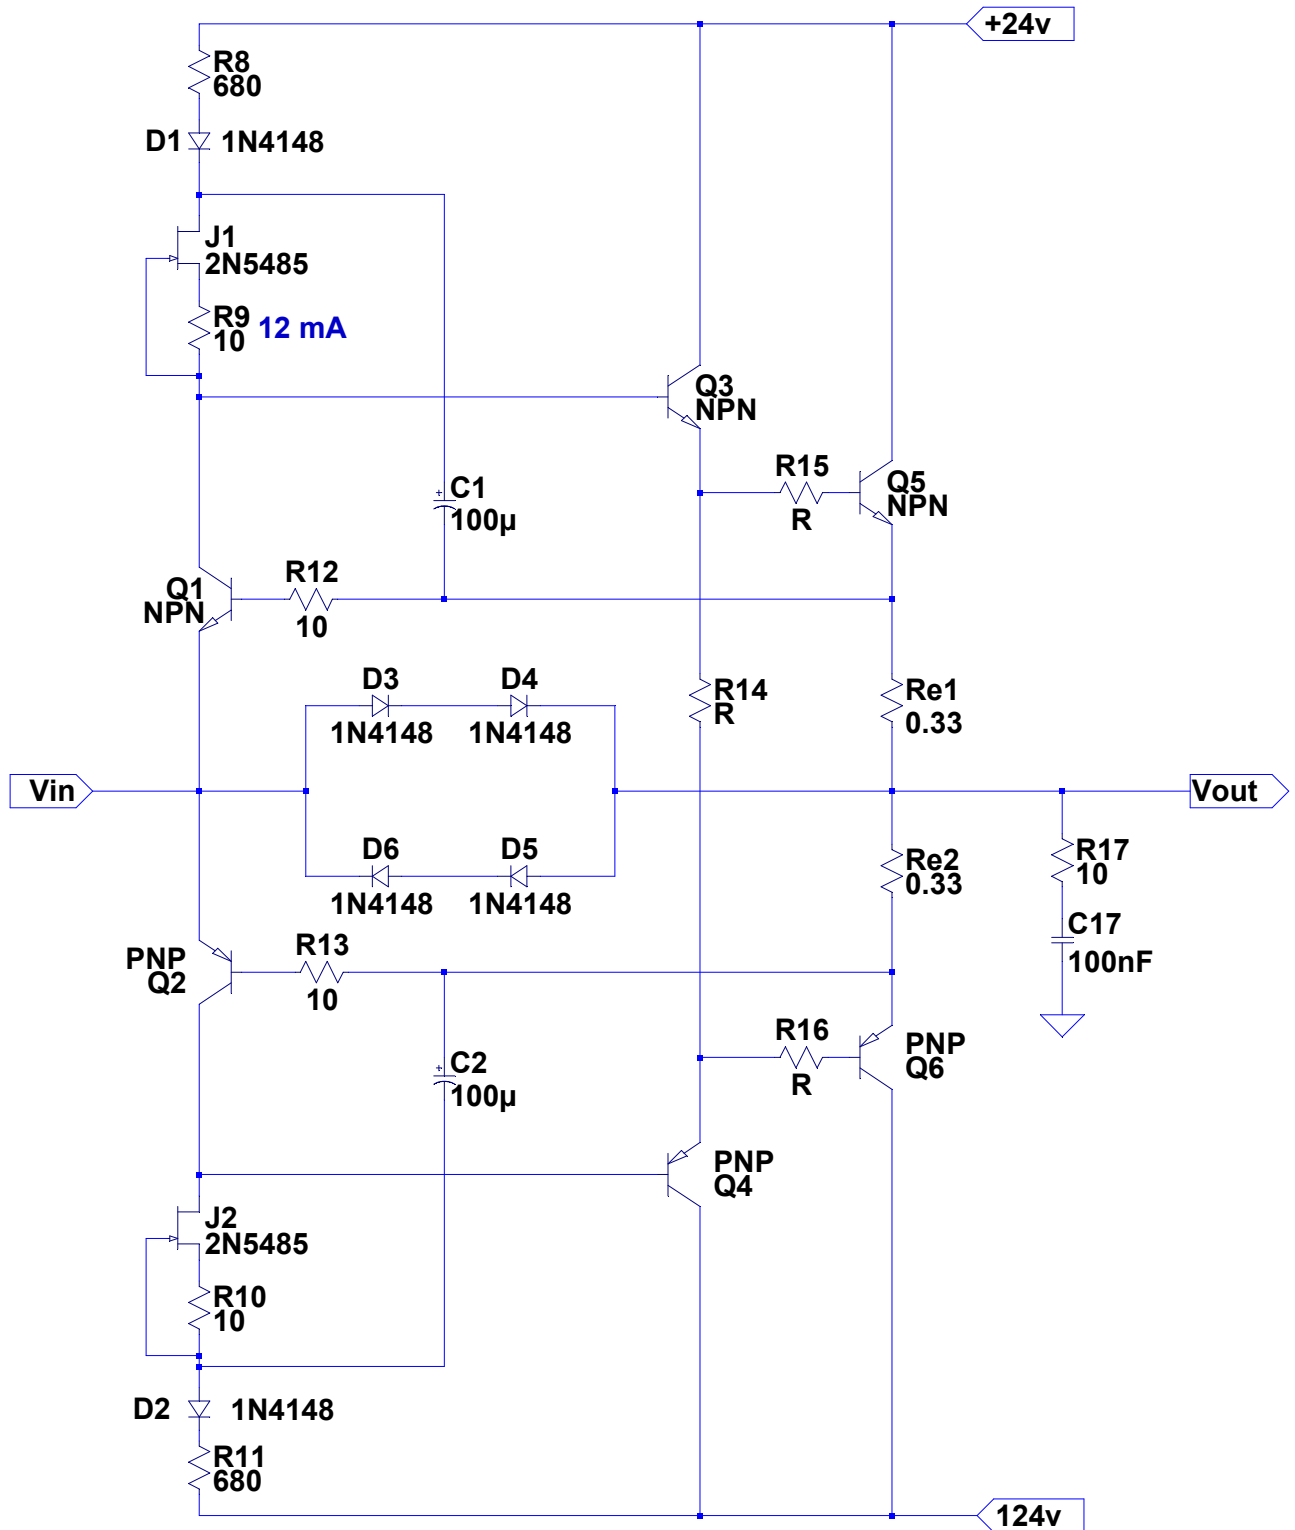 +24v
R8
680
D1 1N4148
J1
2N5485
R9
10
12 mA
Q3
NPN
R15
R
Q5
NPN
C1
100µ
R12
10
Q1
NPN
D3
1N4148
D4
1N4148
R14
R
Re1
0.33
Vin
Vout
D6
1N4148
D5
1N4148
Re2
0.33
R17
10
C17
100nF
PNP
Q2
R13
10
R16
R
PNP
Q6
C2
100µ
PNP
Q4
J2
2N5485
R10
10
D2 1N4148
R11
680
124v